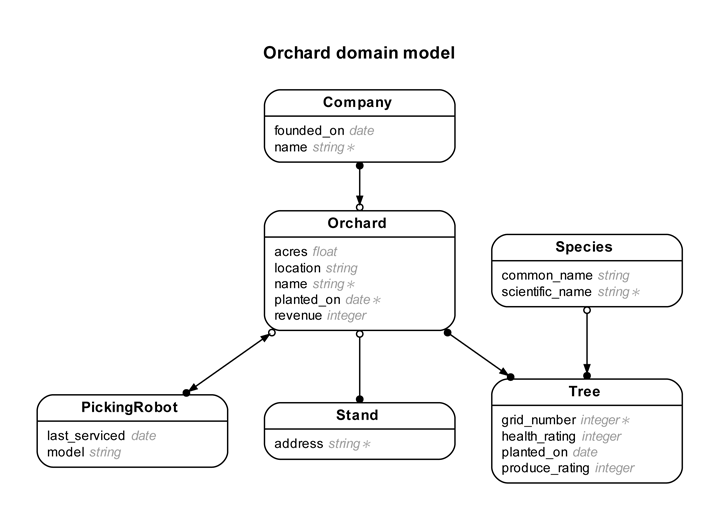 Orchard domain model
Company
founded_on date
name string∗
Orchard
acres float
location string
name string∗
planted_on date∗
revenue integer
Species
common_name string
scientific_name string∗
PickingRobot
last_serviced date
model string
Stand
address string∗
Tree
grid_number integer∗
health_rating integer
planted_on date
produce_rating integer